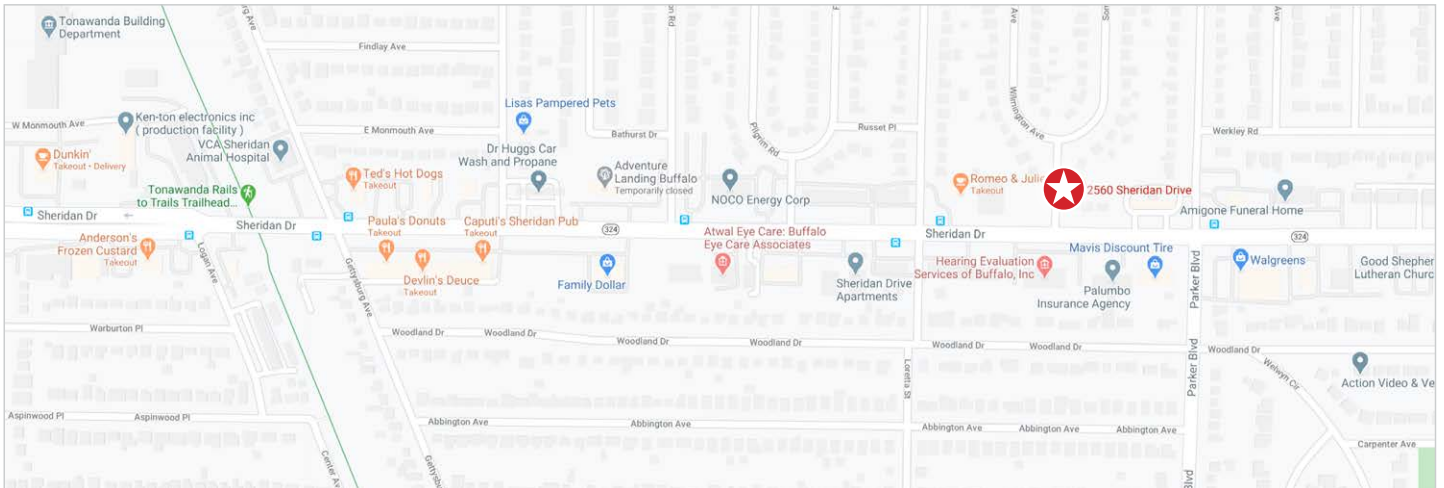 Tonawanda Building
Department
Findlay Ave
Lisas Pampered Pets
W Monmouth Ave
Ken-ton electronics inc
( production facility )
VCA Sheridan
Animal Hospital
E Monmouth Ave
Bathurst Dr
Pilgrim Rd
Russet Pl
Wilmington Ave
Ave
Ave
Werkley Rd
Dunkin'
Takeout • Delivery
Dr Huggs Car
Wash and Propane
Ted's Hot Dogs
Takeout
Adventure
Landing Buffalo
Temporarily closed
NOCO Energy Corp
Romeo &
Takeout
2560 Sheridan Drive
Amigone Funeral Home
Tonawanda Rails
to Trails Trailhead...
Sheridan Dr
Sheridan Dr
Paula's Donuts
Takeout
Caputi's Sheridan Pub
Takeout
324
Sheridan Dr
324
Anderson's
Frozen Custard
Takeout
Logan Ave
Gettysburg Ave
Devlin's Deuce
Takeout
Family Dollar
Atwal Eye Care: Buffalo
Eye Care Associates
Sheridan Drive
Apartments
Hearing Evaluation
Services of Buffalo, Inc
Mavis Discount Tire
Palumbo
Insurance Agency
Parker Blvd
Walgreens
Good Shepher
Lutheran Churc
Warburton Pl
Woodland Dr
Woodland Dr
Woodland Dr
Woodland Dr
Woodland Dr
Woodland Dr
Woodland Dr
Loretta St
Parker Blvd
Welwyn Cir
Action Video & Ve
Aspinwood Pl
Aspinwood Pl
Abbington Ave
Abbington Ave
Abbington Ave
Abbington Ave
Carpenter Ave
Center Av
Gettys
Blvd